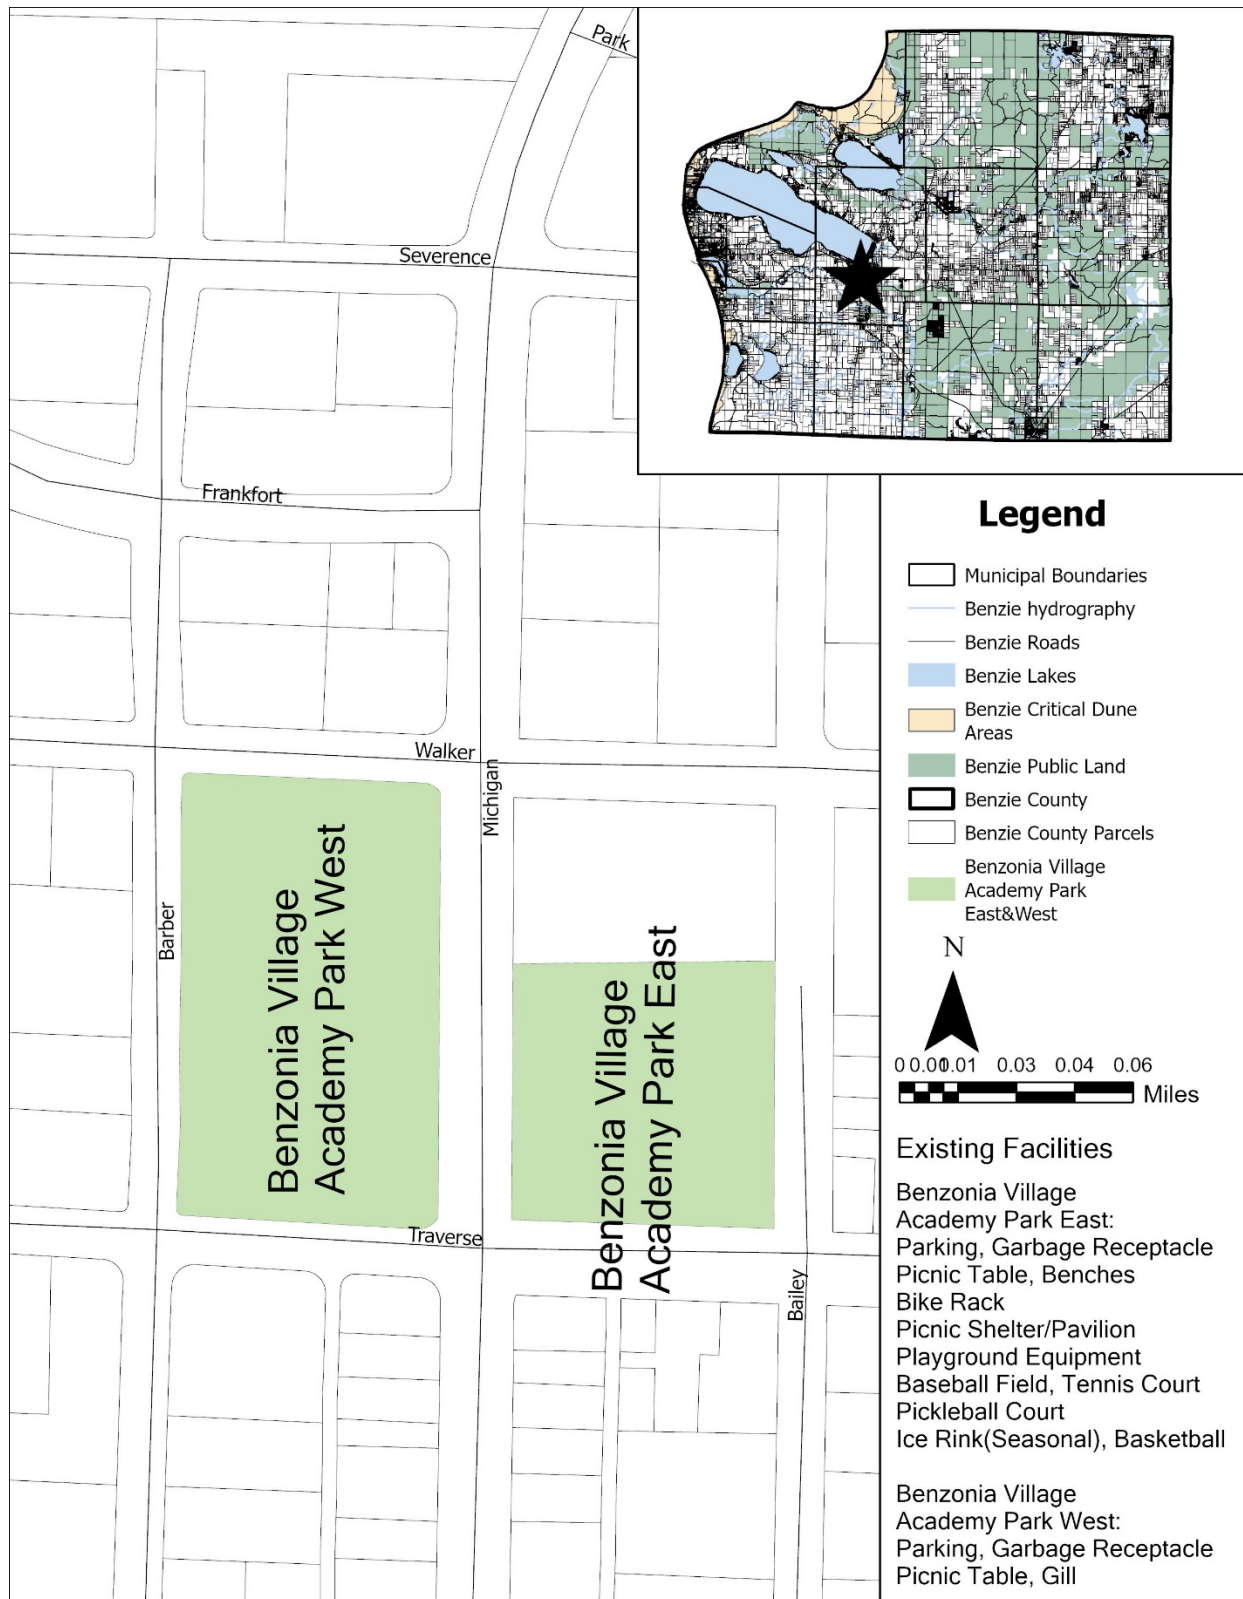 Park
Severence
Frankfort
Walker
Michigan
Barber
Benzonia Village
Academy Park West
Benzonia Village
Academy Park East
Traverse
Bailey
Legend
Municipal Boundaries
Benzie hydrography
Benzie Roads
Benzie Lakes
Benzie Critical Dune
Areas
Benzie Public Land
Benzie County
Benzie County Parcels
Benzonia Village
Academy Park
East&West
N
0 0.01 0.01 0.03 0.04 0.06
Miles
Existing Facilities
Benzonia Village
Academy Park East:
Parking, Garbage Receptacle
Picnic Table, Benches
Bike Rack
Picnic Shelter/Pavilion
Playground Equipment
Baseball Field, Tennis Court
Pickleball Court
Ice Rink(Seasonal), Basketball
Benzonia Village
Academy Park West:
Parking, Garbage Receptacle
Picnic Table, Gill